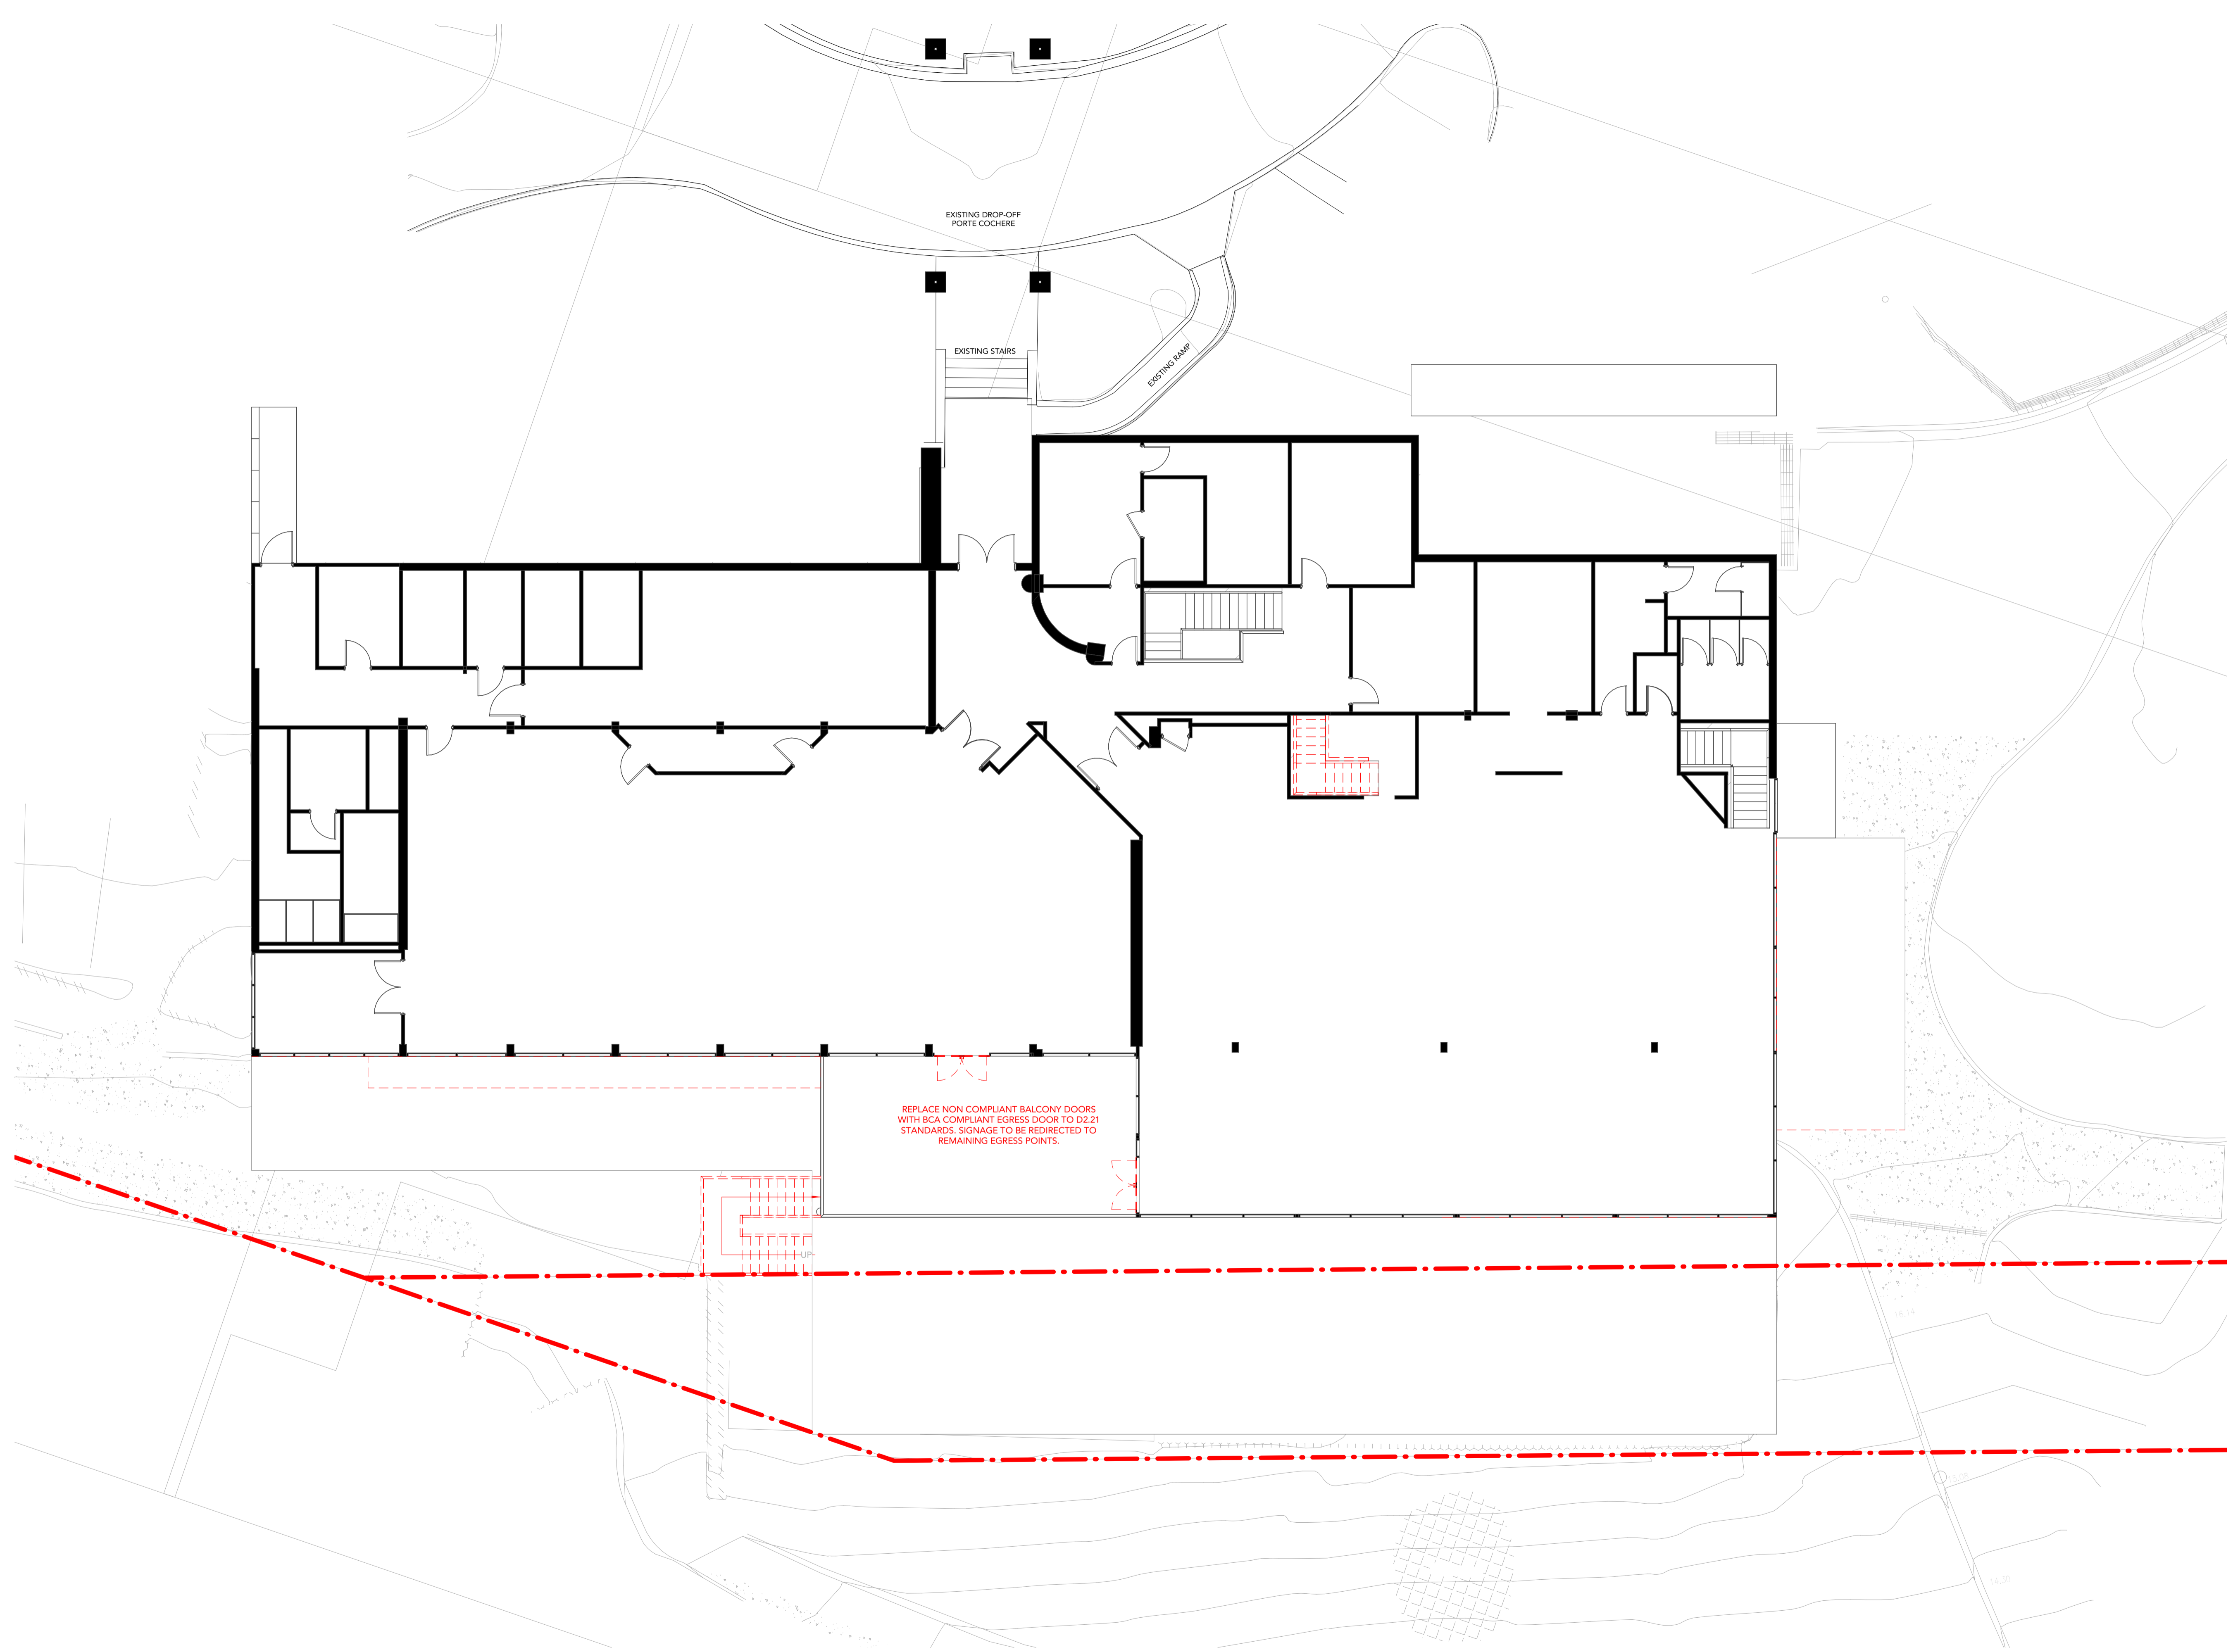 EXISTING DROP-OFF
PORTE COCHERE
EXISTING STAIRS
EXISTING RAMP
REPLACE NON COMPLIANT BALCONY DOORS
WITH BCA COMPLIANT EGRESS DOOR TO D2.21
STANDARDS. SIGNAGE TO BE REDIRECTED TO
REMAINING EGRESS POINTS.
UP